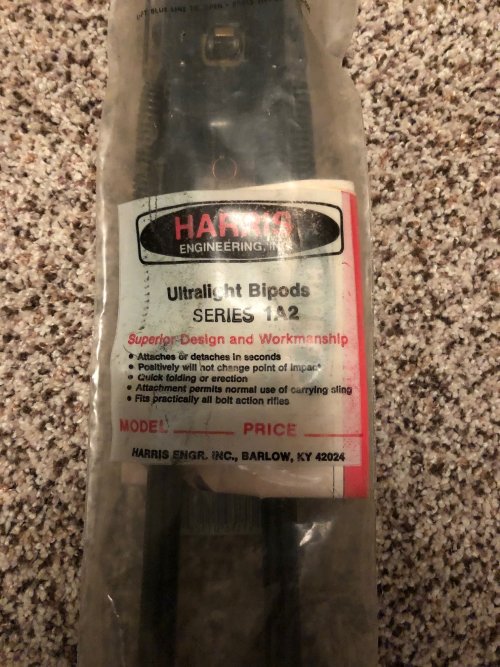 HARRIS
ENGINEERING, INC.
Ultralight Bipods
SERIES 1A2
Superior Design and Workmanship
• Attaches or detaches in seconds
• Positively will not change point of impact
• Quick folding or erection
• Attachment permits normal use of carrying sling
• Fits practically all bolt action rifles
MODEL PRICE
HARRIS ENGR. INC., BARLOW, KY 42024